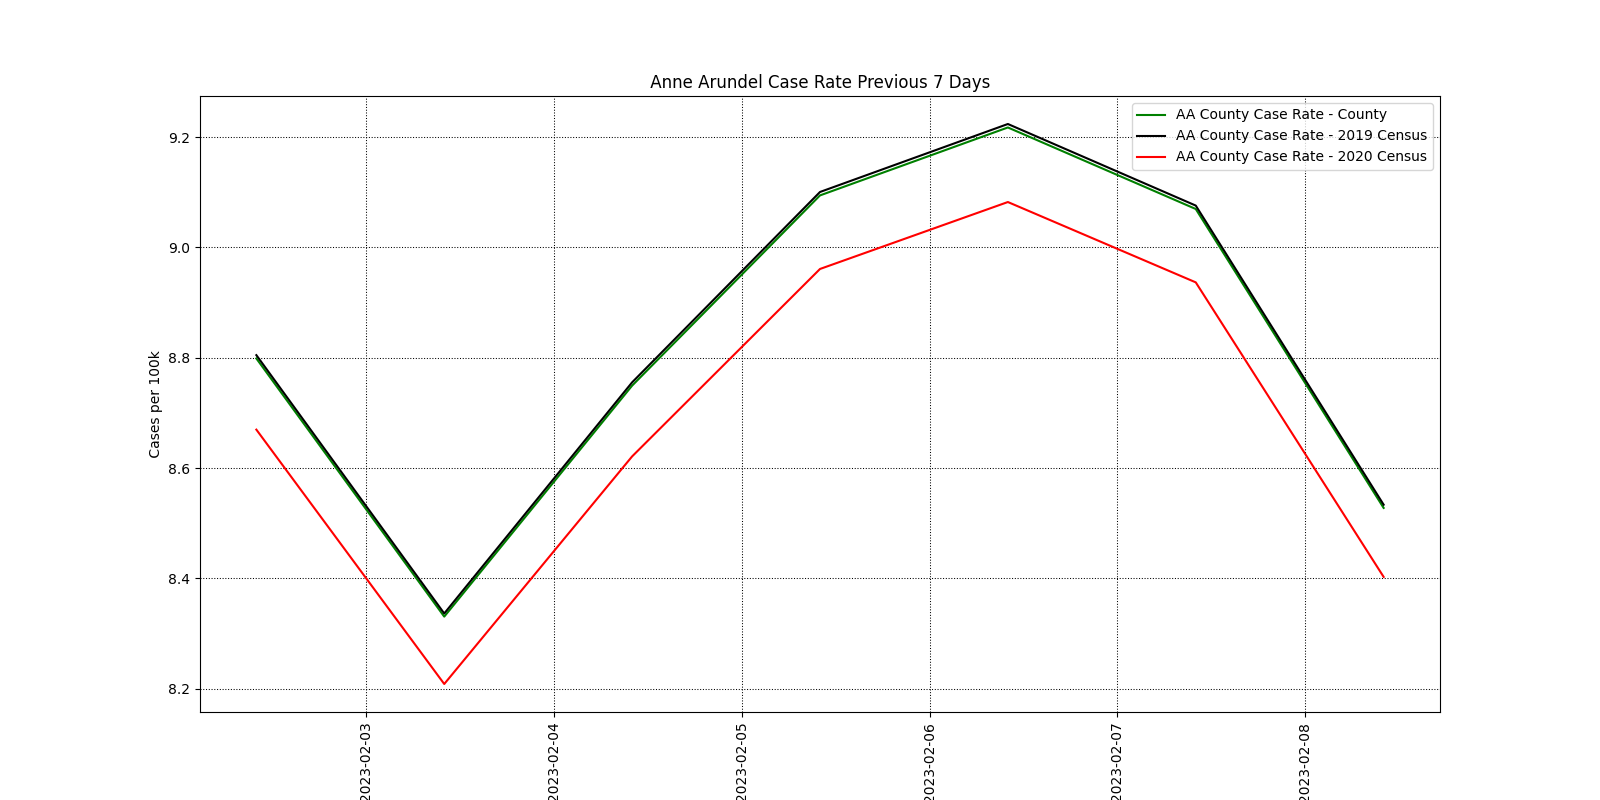 Anne Arundel Case Rate Previous 7 Days
AA County Case Rate - County
AA County Case Rate - 2019 Census
AA County Case Rate - 2020 Census
Cases per 100k
9.2
9.0
8.8
8.6
8.4
8.2
2023-02-03
2023-02-04
2023-02-05
2023-02-06
2023-02-07
2023-02-08